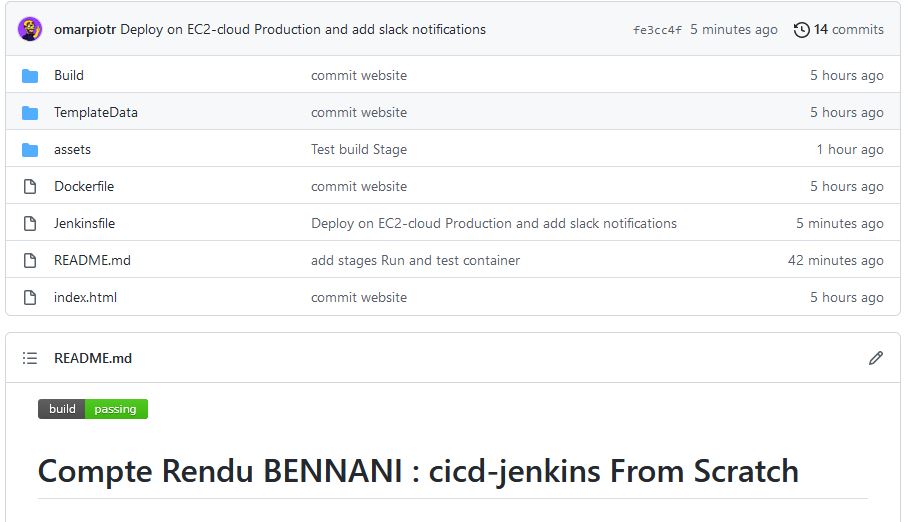 omarpiotr Deploy on EC2-cloud Production and add slack notifications fe3cc4f 5 minutes ago 14 commits
Build commit website 5 hours ago
TemplateData commit website 5 hours ago
assets Test build Stage 1 hour ago
Dockerfile commit website 5 hours ago
Jenkinsfile Deploy on EC2-cloud Production and add slack notifications 5 minutes ago
README.md add stages Run and test container 42 minutes ago
index.html commit website 5 hours ago
README.md
build passing
Compte Rendu BENNANI : cicd-jenkins From Scratch